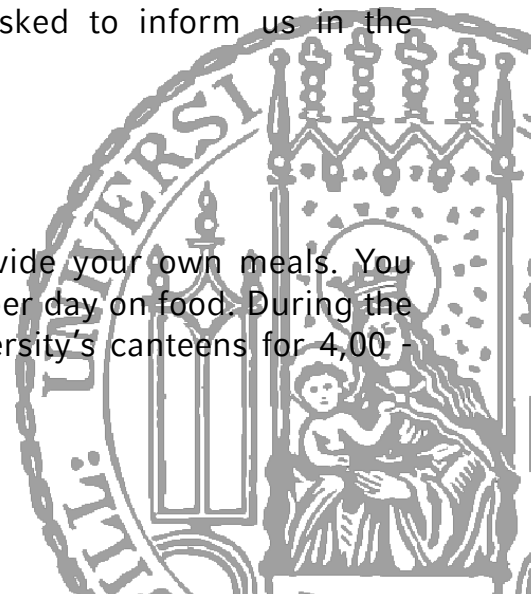 sked to inform us in the
vide your own meals. You
er day on food. During the
ersity's canteens for 4,00 -
UNIVERSI
SILL: